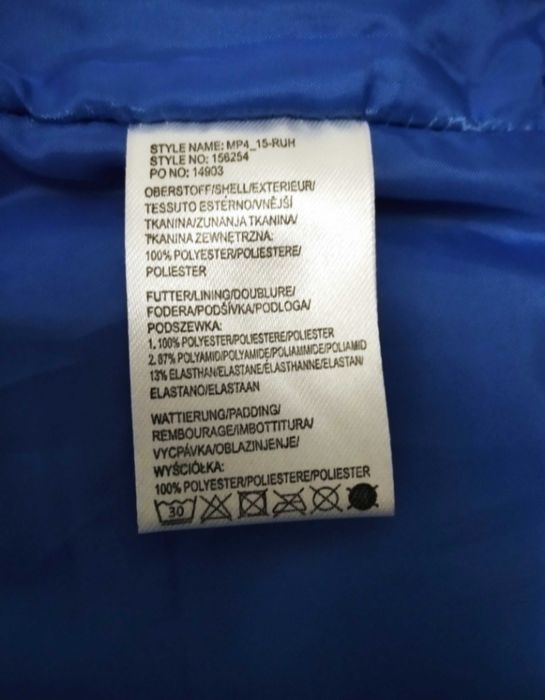 STYLE NAME: MP4_15-RUH
STYLE NO: 156254
PO NO: 14903
OBERSTOFF/SHELL/EXTERIEUR/
TESSUTO ESTERNO/VNĚJŠÍ
TKANINA/ZUNANJA TKANINA/
TKANINA ZEWNĘTRZNA:
100% POLYESTER/POLIESTERE/
POLIESTER
FUTTER/LINING/DOUBLURE/
FODERA/PODŠÍVKA/PODLOGA/
PODSZEWKA:
1. 100% POLYESTER/POLIESTERE/POLIESTER
2. 87% POLYAMID/POLYAMIDE/POLIAMMIDE/POLIAMID
13% ELASTHAN/ELASTANE/ÉLASTHANNE/ELASTAN/
ELASTANO/ELASTAAN
WATTIERUNG/PADDING/
REMBOURAGE/IMBOTTITURA/
VYCPÁVKA/OBLAZINJENJE/
WYŚCIÓŁKA:
100% POLYESTER/POLIESTERE/POLIESTER
30